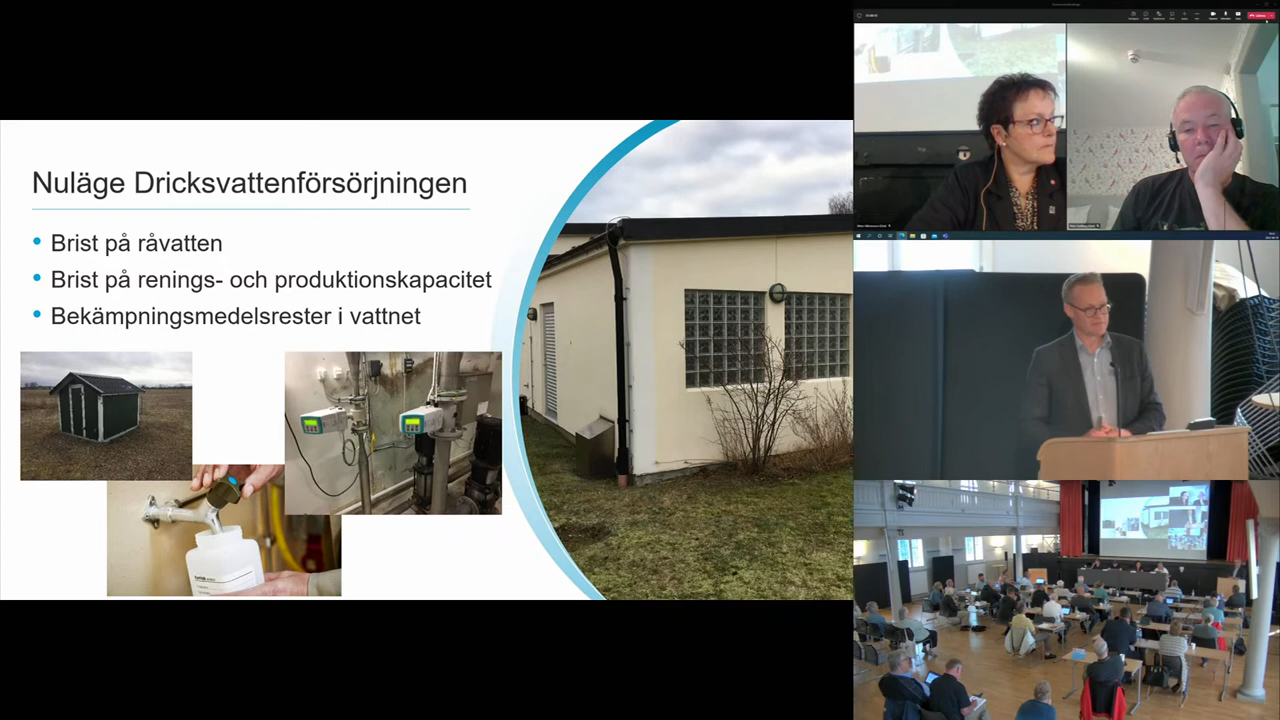 Nuläge Dricksvattenförsörjningen
Brist på råvatten
Brist på renings- och produktionskapacitet
Bekämpningsmedelsrester i vattnet